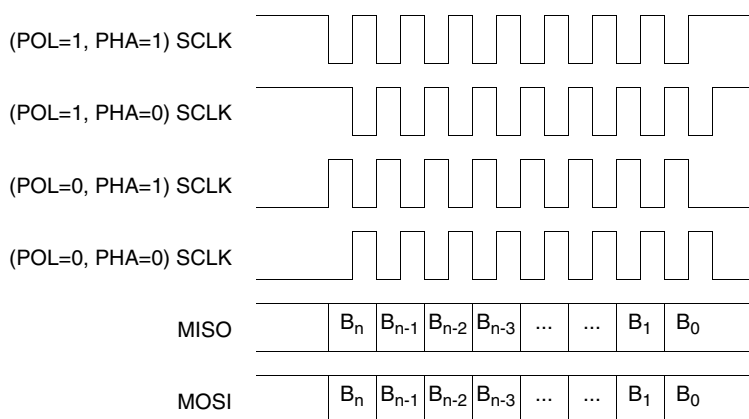 (POL=1, PHA=1) SCLK
(POL=1, PHA=0) SCLK
(POL=0, PHA=1) SCLK
(POL=0, PHA=0) SCLK
MISO Bn Bn-1 Bn-2 Bn-3 ... ... B1 B0
MOSI Bn Bn-1 Bn-2 Bn-3 ... ... B1 B0